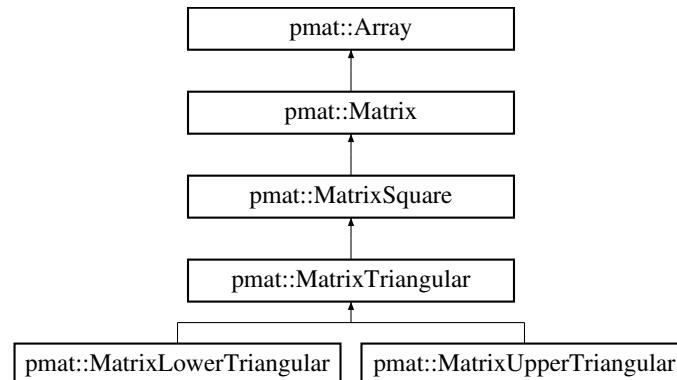 pmat::Array
pmat::Matrix
pmat::MatrixSquare
pmat::MatrixTriangular
pmat::MatrixLowerTriangular
pmat::MatrixUpperTriangular